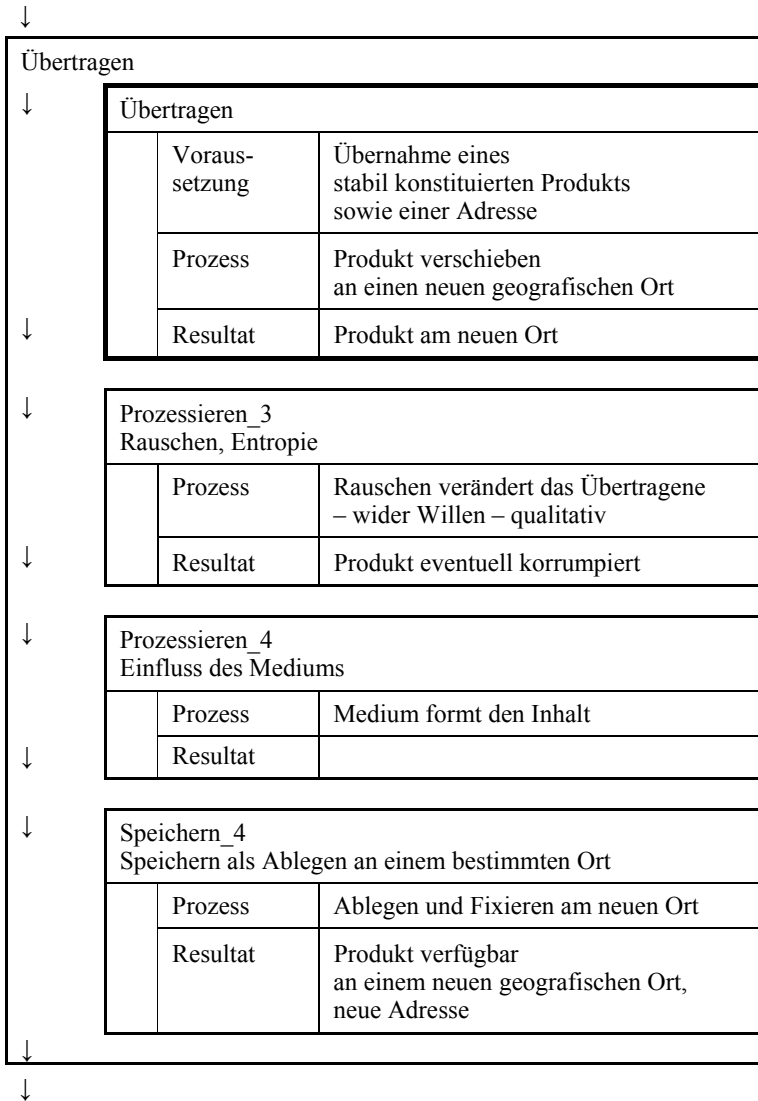 ↓
Übertragen
↓
Übertragen
Voraus-
setzung
Übernahme eines
stabil konstituierten Produkts
sowie einer Adresse
Prozess
Produkt verschieben
an einen neuen geografischen Ort
↓
Resultat
Produkt am neuen Ort
↓
Prozessieren_3
Rauschen, Entropie
Prozess
Rauschen verändert das Übertragene
– wider Willen – qualitativ
↓
Resultat
Produkt eventuell korrumpiert
↓
Prozessieren_4
Einfluss des Mediums
Prozess
Medium formt den Inhalt
↓
Resultat
↓
Speichern_4
Speichern als Ablegen an einem bestimmten Ort
Prozess
Ablegen und Fixieren am neuen Ort
Resultat
Produkt verfügbar
an einem neuen geografischen Ort,
neue Adresse
↓
↓